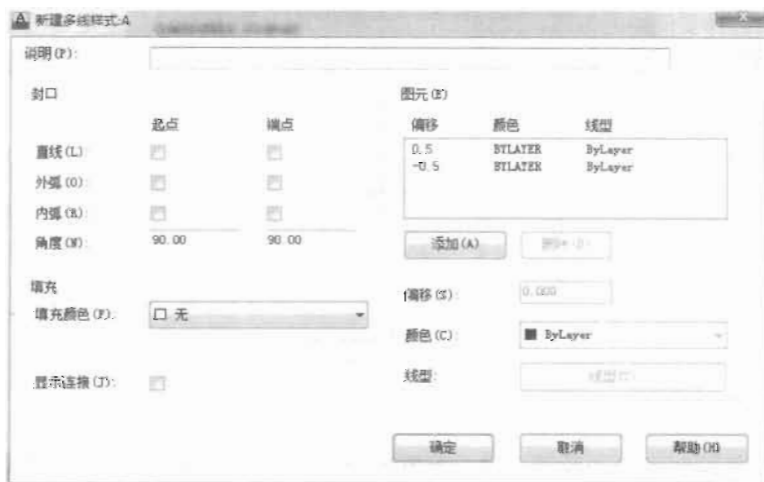 新建多线样式:A
说明(P):
封口
起点 端点
直线(L):
外弧(O):
内弧(R):
角度(N): 90.00 90.00
填充
填充颜色(F): 口 无
显示连接(J):
图元(E)
偏移 颜色 线型
0.5 BYLAYER ByLayer
-0.5 BYLAYER ByLayer
添加(A)
偏移(S): 0.000
颜色(C): ByLayer
线型:
确定 取消 帮助(H)